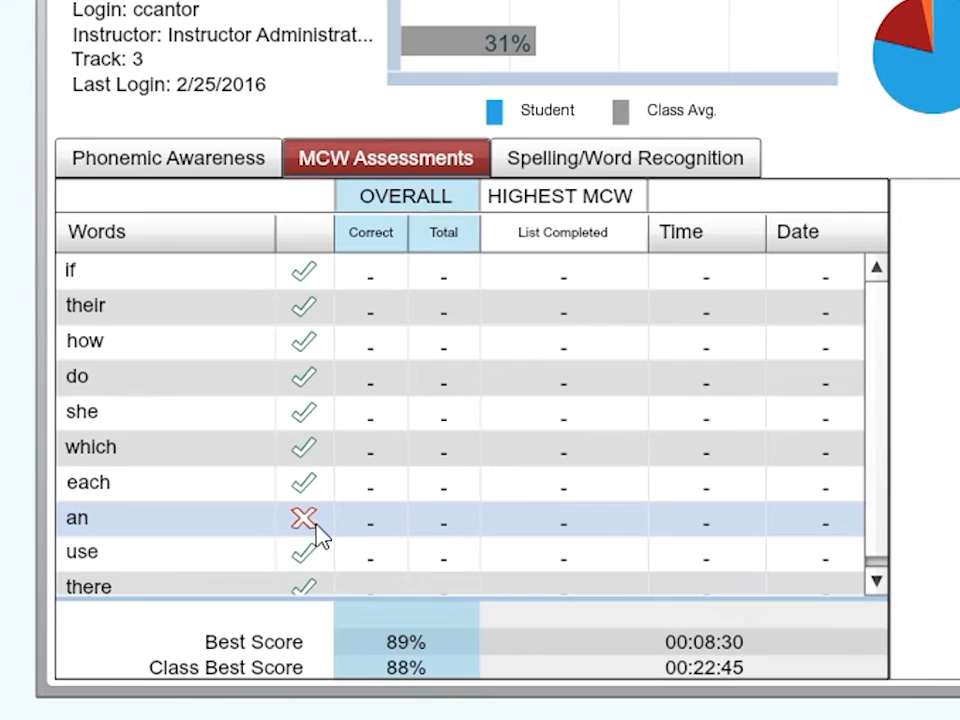 Login: ccantor
Instructor: Instructor Administrat...
Track: 3
Last Login: 2/25/2016
31%
Student Class Avg.
Phonemic Awareness MCW Assessments Spelling/Word Recognition
OVERALL HIGHEST MCW
Words Correct Total List Completed Time Date
if - - - - -
their - - - - -
how - - - - -
do - - - - -
she - - - - -
which - - - - -
each - - - - -
an - - - - -
use - - - - -
there - - - - -
Best Score 89% 00:08:30
Class Best Score 88% 00:22:45